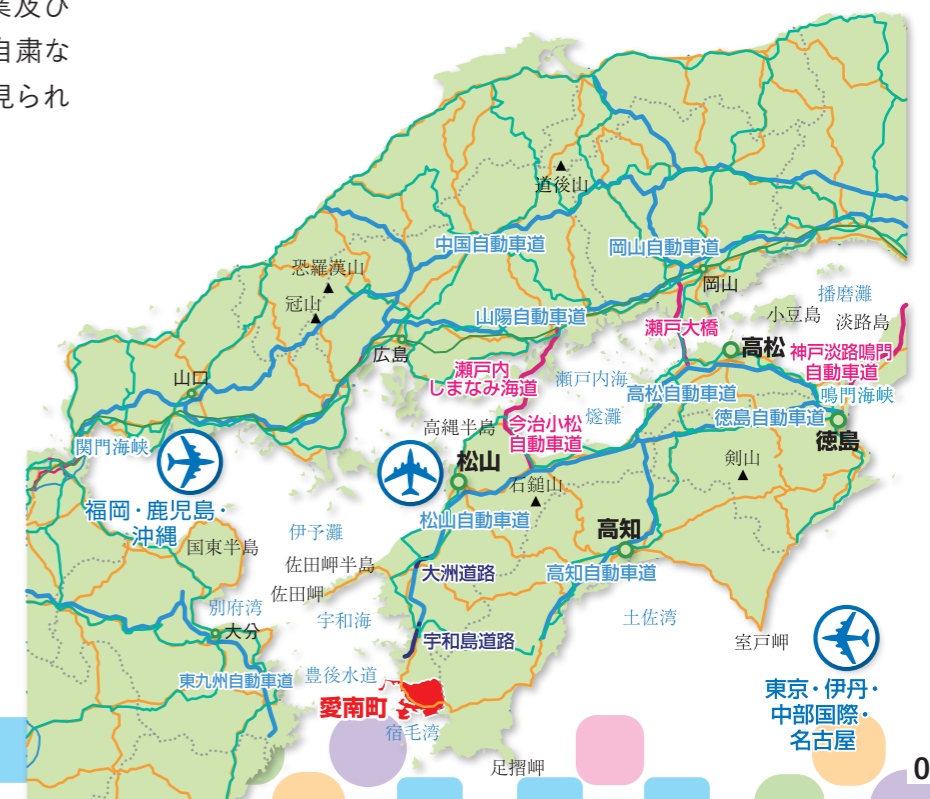 業及び
自粛な
見られ
道後山
中国自動車道
岡山自動車道
恐羅漢山
冠山
岡山
播磨灘
小豆島
淡路島
山陽自動車道
瀬戸大橋
広島
高松
神戸淡路鳴門
自動車道
瀬戸内
しまなみ海道
瀬戸内海
山口
高松自動車道
鳴門海峡
燧灘
徳島自動車道
高縄半島
今治小松
自動車道
徳島
関門海峡
松山
剣山
石鎚山
福岡・鹿児島・
沖縄
松山自動車道
高知
伊予灘
国東半島
佐田岬半島
大洲道路
高知自動車道
佐田岬
別府湾
宇和海
土佐湾
大分
宇和島道路
室戸岬
豊後水道
東九州自動車道
愛南町
東京・伊丹・
中部国際・
名古屋
宿毛湾
足摺岬
0